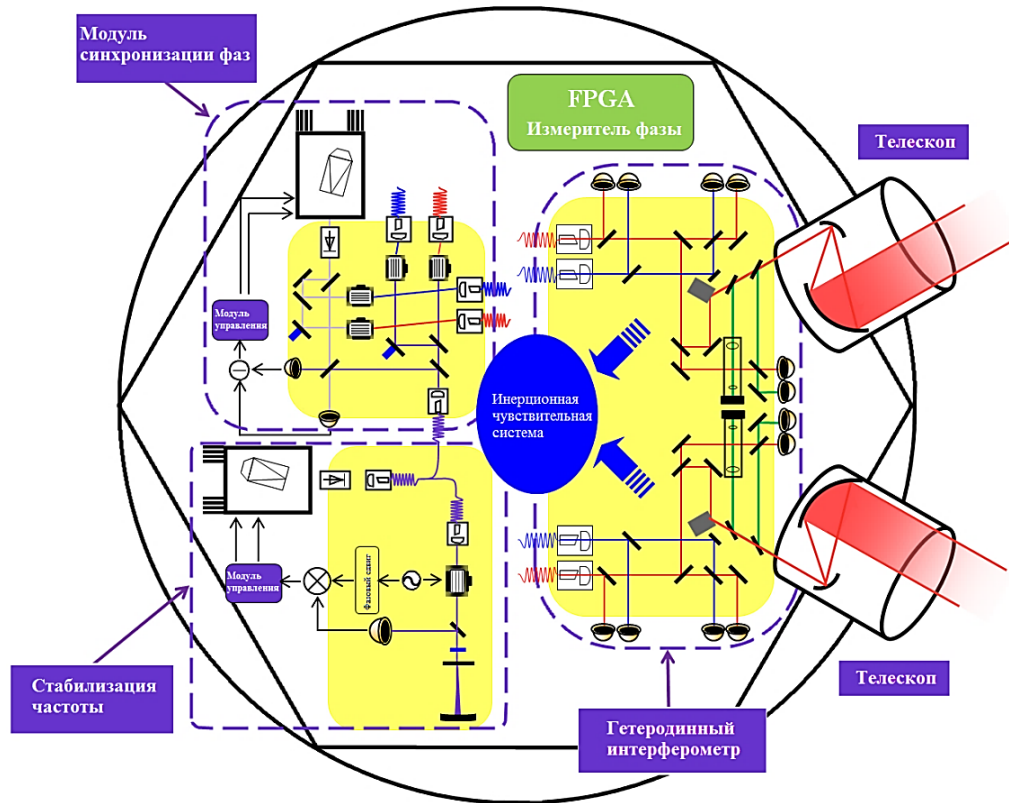 Модуль
синхронизации фаз
FPGA
Измеритель фазы
Телескоп
Модуль
управления
Инерционная
чувствительная
система
Модуль
управления
Фазовый сдвиг
Стабилизация
частоты
Телескоп
Гетеродинный
интерферометр